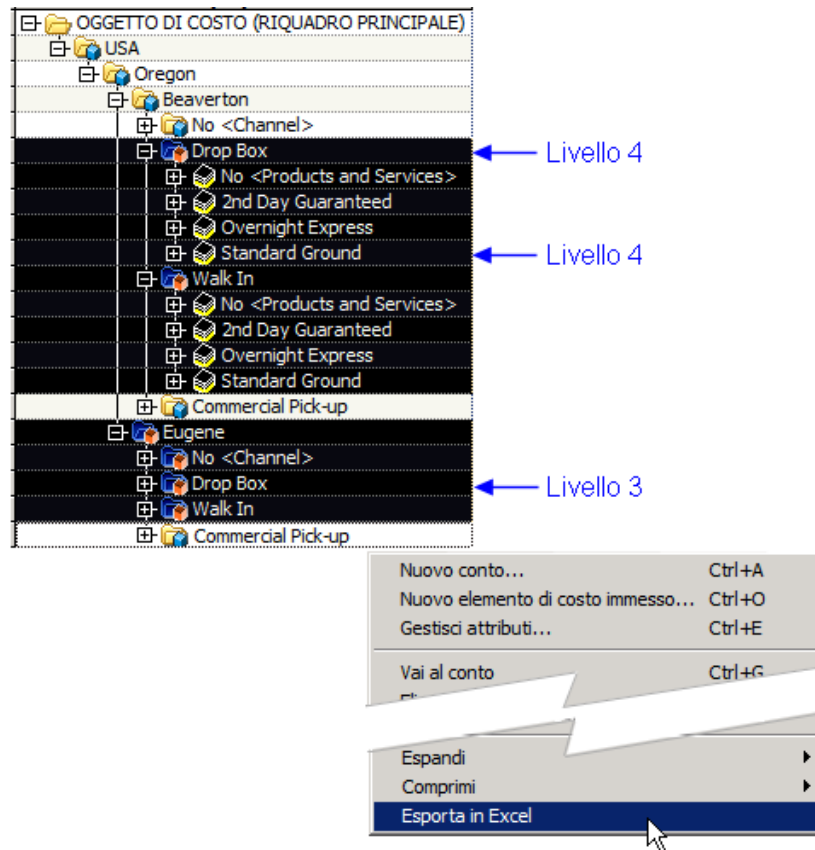 OGGETTO DI COSTO (RIQUADRO PRINCIPALE)
USA
Oregon
Beaverton
No <Channel>
Drop Box
Livello 4
No <Products and Services>
2nd Day Guaranteed
Overnight Express
Standard Ground
Livello 4
Walk In
No <Products and Services>
2nd Day Guaranteed
Overnight Express
Standard Ground
Commercial Pick-up
Eugene
No <Channel>
Drop Box
Livello 3
Walk In
Commercial Pick-up
Nuovo conto... Ctrl+A
Nuovo elemento di costo immesso... Ctrl+O
Gestisci attributi... Ctrl+E
Vai al conto Ctrl+G
Espandi
Comprimi
Esporta in Excel